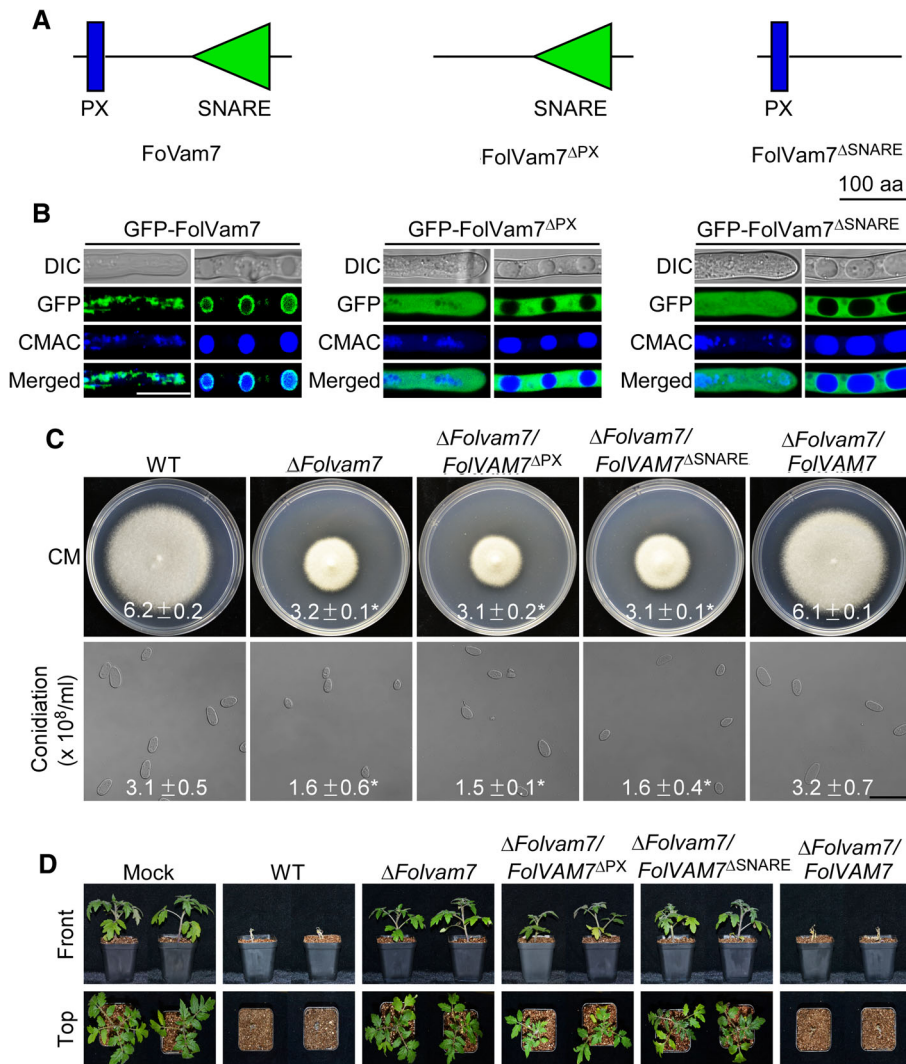 A
PX SNARE SNARE PX
FoVam7 FolVam7ΔPX FolVam7ΔSNARE
100 aa
B
GFP-FolVam7 GFP-FolVam7ΔPX GFP-FolVam7ΔSNARE
DIC DIC DIC
GFP GFP GFP
CMAC CMAC CMAC
Merged Merged Merged
C
WT ΔFolvam7 ΔFolvam7/ FolVAM7ΔPX ΔFolvam7/ FolVAM7ΔSNARE ΔFolvam7/ FolVAM7
CM
6.2±0.2 3.2±0.1* 3.1±0.2* 3.1±0.1* 6.1±0.1
Conidiation
(x 10⁸/ml)
3.1±0.5 1.6±0.6* 1.5±0.1* 1.6±0.4* 3.2±0.7
D
Mock WT ΔFolvam7 ΔFolvam7/ FolVAM7ΔPX ΔFolvam7/ FolVAM7ΔSNARE ΔFolvam7/ FolVAM7
Front
Top